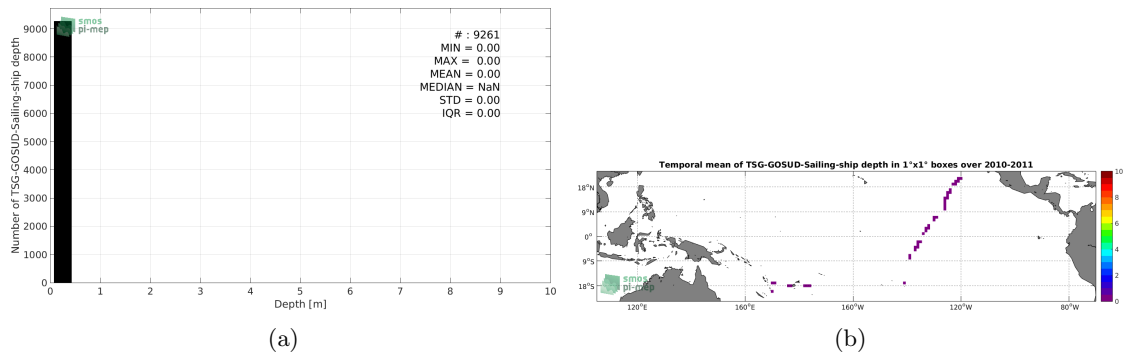 smos
pi-mep
# : 9261
MIN = 0.00
MAX = 0.00
MEAN = 0.00
MEDIAN = NaN
STD = 0.00
IQR = 0.00
Number of TSG-GOSUD-Sailing-ship depth
9000
8000
7000
6000
5000
4000
3000
2000
1000
0
0 1 2 3 4 5 6 7 8 9 10
Depth [m]
(a)
Temporal mean of TSG-GOSUD-Sailing-ship depth in 1°x1° boxes over 2010-2011
18°N
9°N
0°
9°S
18°S
smos
pi-mep
120°E 160°E 160°W 120°W 80°W
10
8
6
4
2
0
(b)